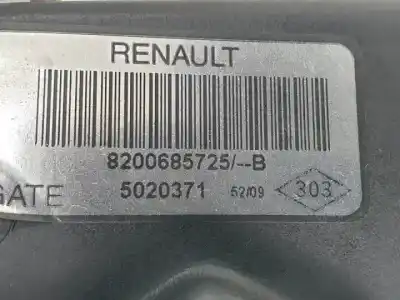 RENAULT
8200685725/--B
GATE 5020371 52/09 303